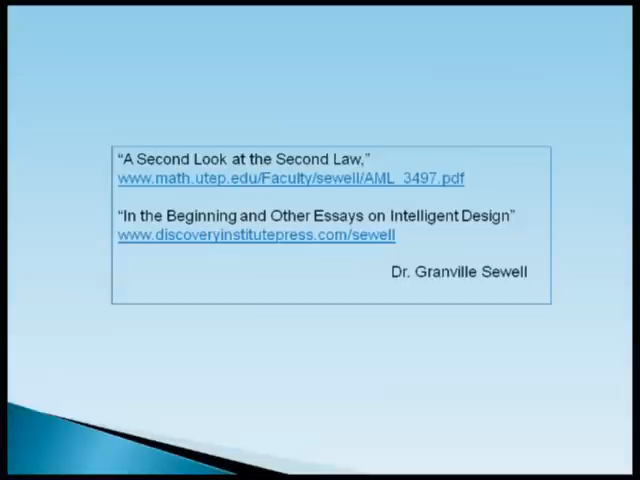 “A Second Look at the Second Law,”
www.math.utep.edu/Faculty/sewell/AML_3497.pdf
“In the Beginning and Other Essays on Intelligent Design”
www.discoveryinstitutepress.com/sewell
Dr. Granville Sewell